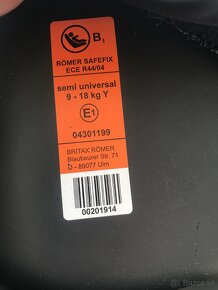 B1
RÖMER SAFEFIX
ECE R44/04
semi universal
9 - 18 kg Y
E1
04301199
BRITAX RÖMER
Blaubeurer Str. 71
D - 89077 Ulm
00201914
bazos.sk